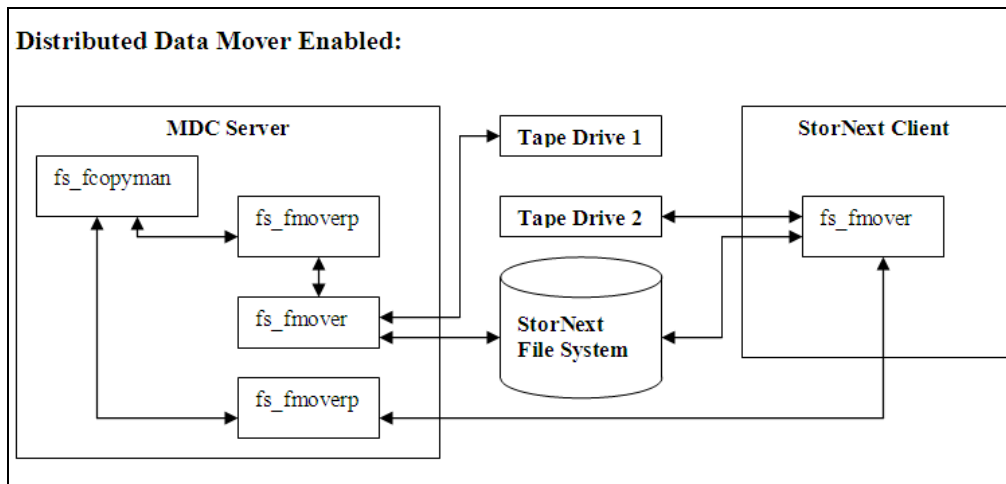 Distributed Data Mover Enabled:
MDC Server
fs_fcopyman
fs_fmoverp
fs_fmover
fs_fmoverp
Tape Drive 1
Tape Drive 2
StorNext
File System
StorNext Client
fs_fmover